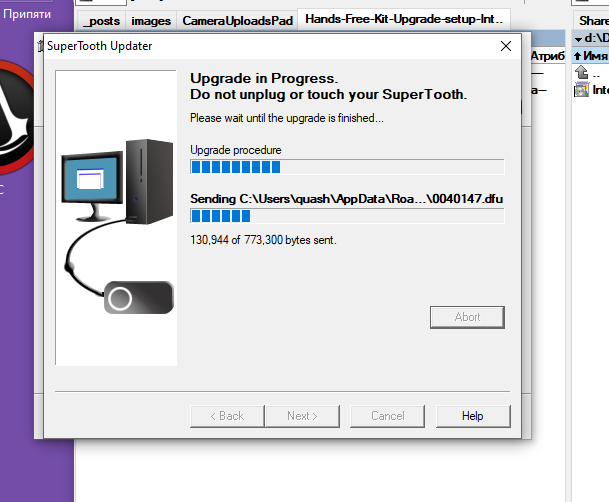 Припяти
_posts
images
CameraUploadsPad
Hands-Free-Kit-Upgrade-setup-Int..
Share
SuperTooth Updater
d:\D
Атриб
Имя
Upgrade in Progress.
Do not unplug or touch your SuperTooth.
..
Inte
а—
Please wait until the upgrade is finished...
Upgrade procedure
Sending C:\Users\quash\AppData\Roa...\0040147.dfu
130,944 of 773,300 bytes sent.
Abort
< Back
Next >
Cancel
Help